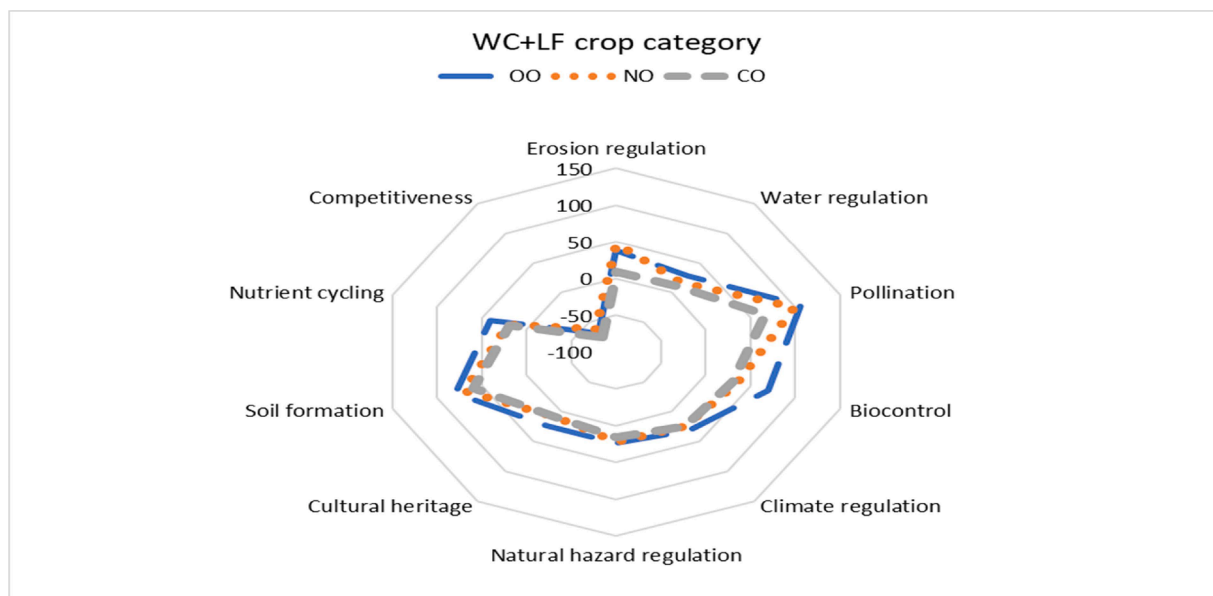 WC+LF crop category
OO NO CO
Erosion regulation
150
Competitiveness Water regulation
100
50
Nutrient cycling 0 Pollination
-50
-100
Soil formation Biocontrol
Cultural heritage Climate regulation
Natural hazard regulation